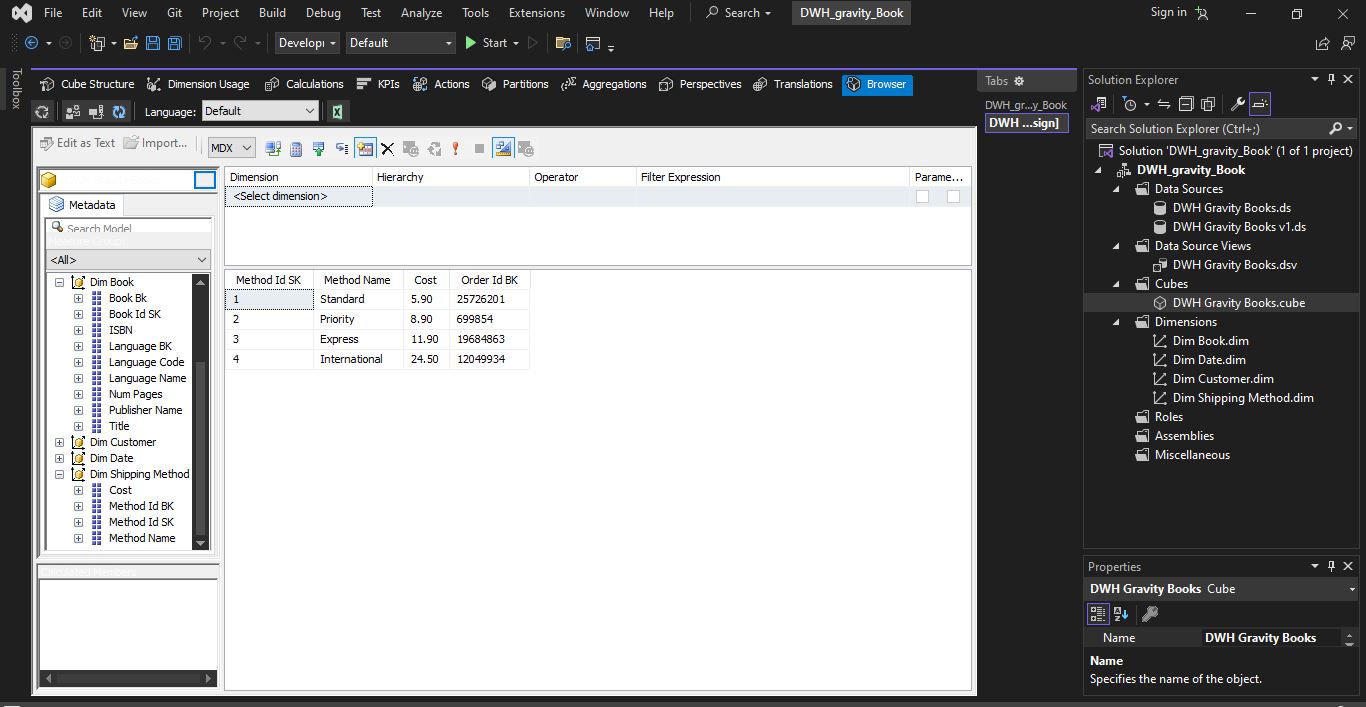 File Edit View Git Project Build Debug Test Analyze Tools Extensions Window Help Search DWH_gravity_Book Sign in
Developı Default Start
Toolbox
Cube Structure Dimension Usage Calculations KPIs Actions Partitions Aggregations Perspectives Translations Browser
Language: Default
Edit as Text Import... MDX
Metadata
Search Model
Measure Group:
<All>
Dim Book
Book Bk
Book Id SK
ISBN
Language BK
Language Code
Language Name
Num Pages
Publisher Name
Title
Dim Customer
Dim Date
Dim Shipping Method
Cost
Method Id BK
Method Id SK
Method Name
Calculated Members
Dimension Hierarchy Operator Filter Expression Parame...
<Select dimension>
Method Id SK Method Name Cost Order Id BK
1 Standard 5.90 25726201
2 Priority 8.90 699854
3 Express 11.90 19684863
4 International 24.50 12049934
Tabs
DWH_gr...y_Book
DWH ...sign]
Solution Explorer
Search Solution Explorer (Ctrl+;)
Solution 'DWH_gravity_Book' (1 of 1 project)
DWH_gravity_Book
Data Sources
DWH Gravity Books.ds
DWH Gravity Books v1.ds
Data Source Views
DWH Gravity Books.dsv
Cubes
DWH Gravity Books.cube
Dimensions
Dim Book.dim
Dim Date.dim
Dim Customer.dim
Dim Shipping Method.dim
Roles
Assemblies
Miscellaneous
Properties
DWH Gravity Books Cube
Name DWH Gravity Books
Name
Specifies the name of the object.